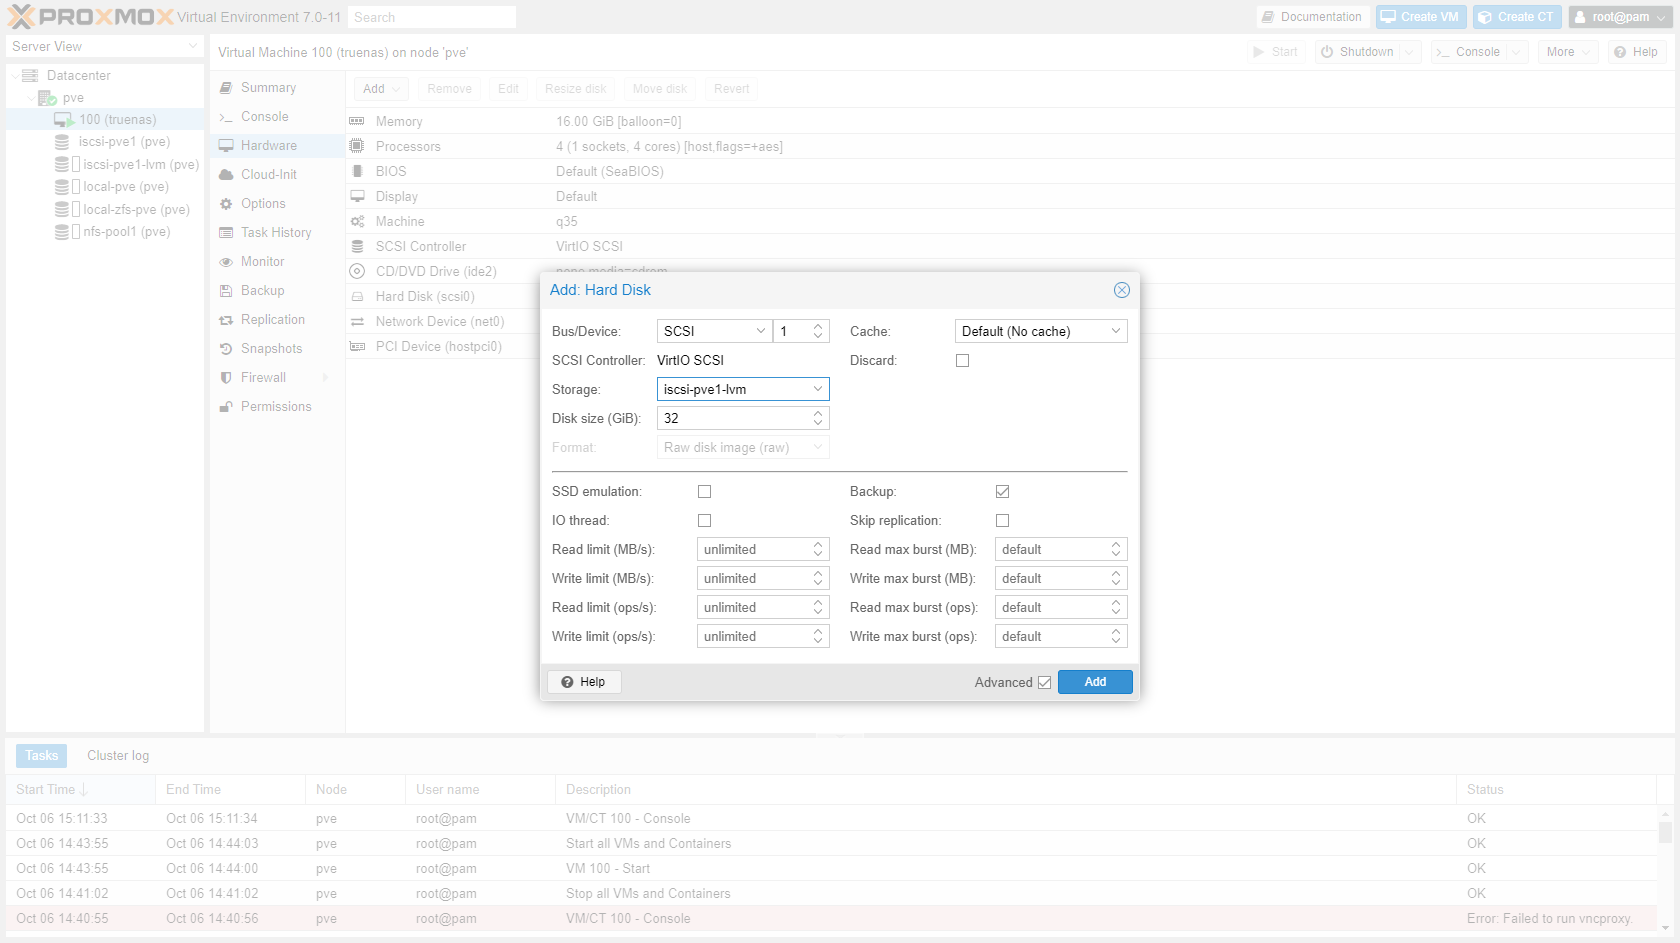 PROXMOX Virtual Environment 7.0-11 Search Documentation Create VM Create CT root@pam
Server View
Virtual Machine 100 (truenas) on node 'pve' Start Shutdown Console More Help
Datacenter
pve
100 (truenas)
iscsi-pve1 (pve)
iscsi-pve1-lvm (pve)
local-pve (pve)
local-zfs-pve (pve)
nfs-pool1 (pve)
Summary
Console
Hardware
Cloud-Init
Options
Task History
Monitor
Backup
Replication
Snapshots
Firewall
Permissions
Add Remove Edit Resize disk Move disk Revert
Memory 16.00 GiB [balloon=0]
Processors 4 (1 sockets, 4 cores) [host,flags=+aes]
BIOS Default (SeaBIOS)
Display Default
Machine q35
SCSI Controller VirtIO SCSI
CD/DVD Drive (ide2) none,media=cdrom
Hard Disk (scsi0)
Network Device (net0)
PCI Device (hostpci0)
Add: Hard Disk
Bus/Device: SCSI 1 Cache: Default (No cache)
SCSI Controller: VirtIO SCSI Discard:
Storage: iscsi-pve1-lvm
Disk size (GiB): 32
Format: Raw disk image (raw)
SSD emulation: Backup:
IO thread: Skip replication:
Read limit (MB/s): unlimited Read max burst (MB): default
Write limit (MB/s): unlimited Write max burst (MB): default
Read limit (ops/s): unlimited Read max burst (ops): default
Write limit (ops/s): unlimited Write max burst (ops): default
Help Advanced Add
Tasks Cluster log
Start Time End Time Node User name Description Status
Oct 06 15:11:33 Oct 06 15:11:34 pve root@pam VM/CT 100 - Console OK
Oct 06 14:43:55 Oct 06 14:44:03 pve root@pam Start all VMs and Containers OK
Oct 06 14:43:55 Oct 06 14:44:00 pve root@pam VM 100 - Start OK
Oct 06 14:41:02 Oct 06 14:41:02 pve root@pam Stop all VMs and Containers OK
Oct 06 14:40:55 Oct 06 14:40:56 pve root@pam VM/CT 100 - Console Error: Failed to run vncproxy.